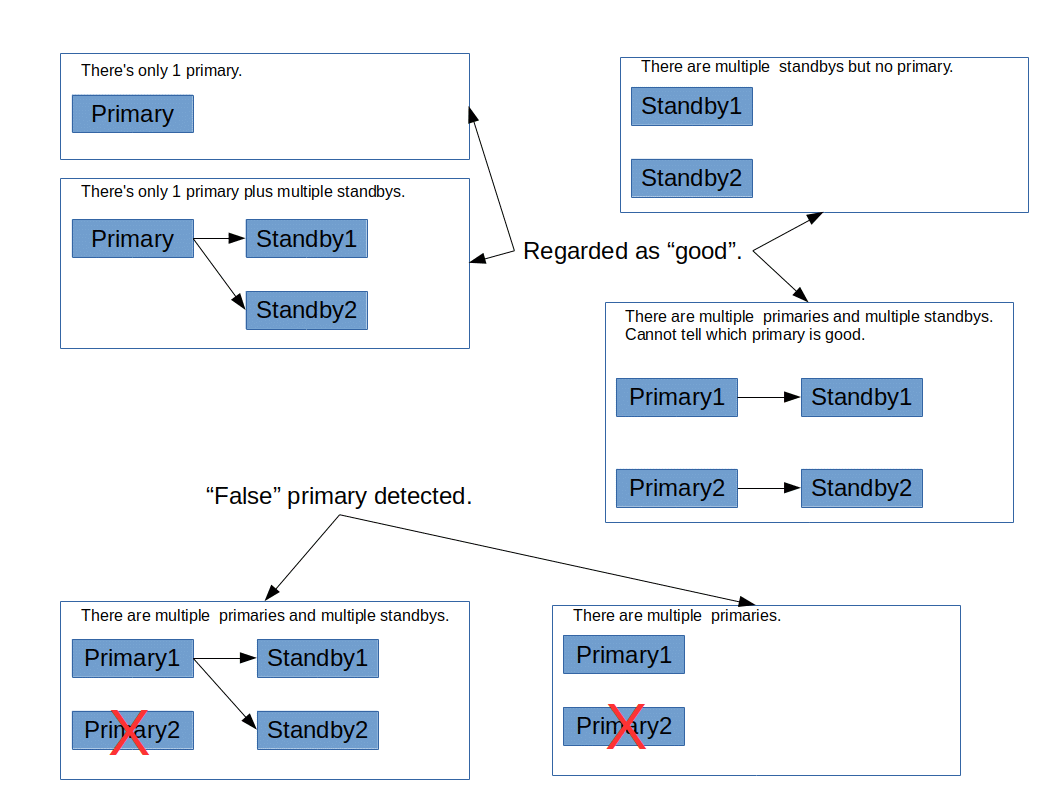 There's only 1 primary.
Primary
There's only 1 primary plus multiple standbys.
Primary
Standby1
Standby2
Regarded as “good”.
There are multiple  standbys but no primary.
Standby1
Standby2
There are multiple  primaries and multiple standbys.
Cannot tell which primary is good.
Primary1
Standby1
Primary2
Standby2
“False” primary detected.
There are multiple  primaries and multiple standbys.
Primary1
Standby1
Primary2
Standby2
There are multiple  primaries.
Primary1
Primary2